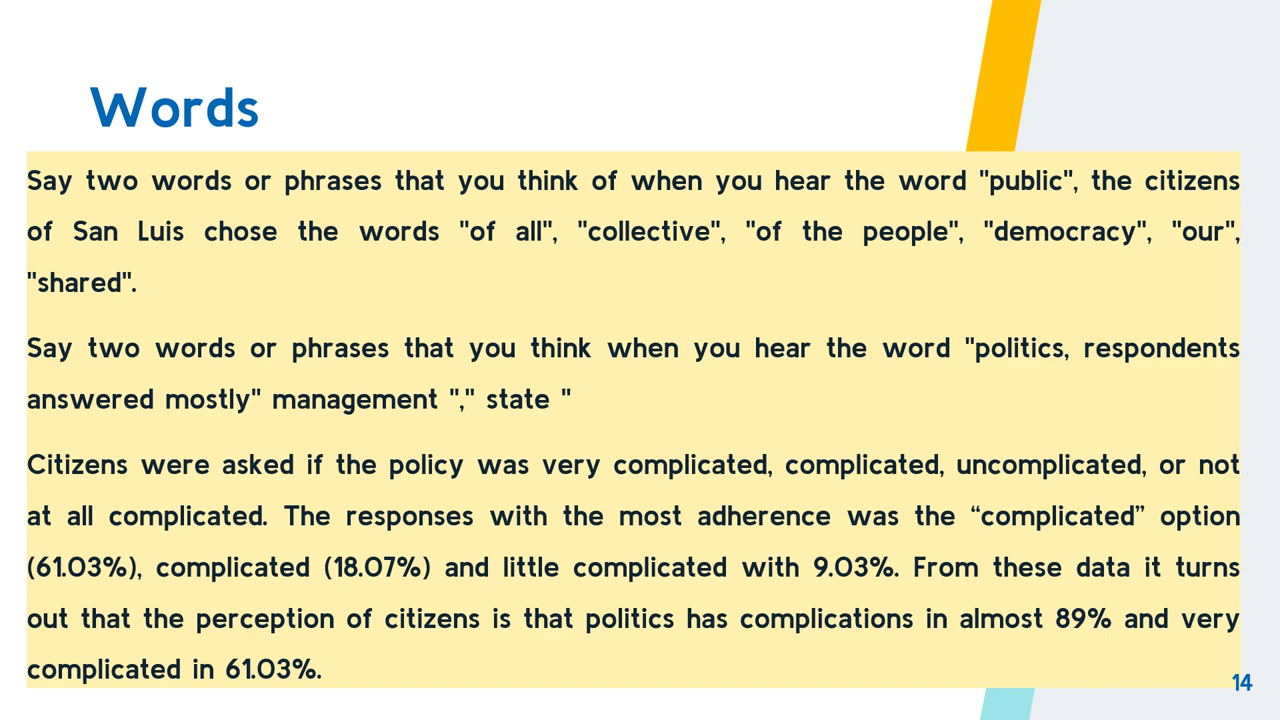 Words
Say two words or phrases that you think of when you hear the word "public", the citizens
of San Luis chose the words "of all", "collective", "of the people", "democracy", "our",
"shared".
Say two words or phrases that you think when you hear the word "politics, respondents
answered mostly" management "," state "
Citizens were asked if the policy was very complicated, complicated, uncomplicated, or not
at all complicated. The responses with the most adherence was the “complicated” option
(61.03%), complicated (18.07%) and little complicated with 9.03%. From these data it turns
out that the perception of citizens is that politics has complications in almost 89% and very
complicated in 61.03%.
14